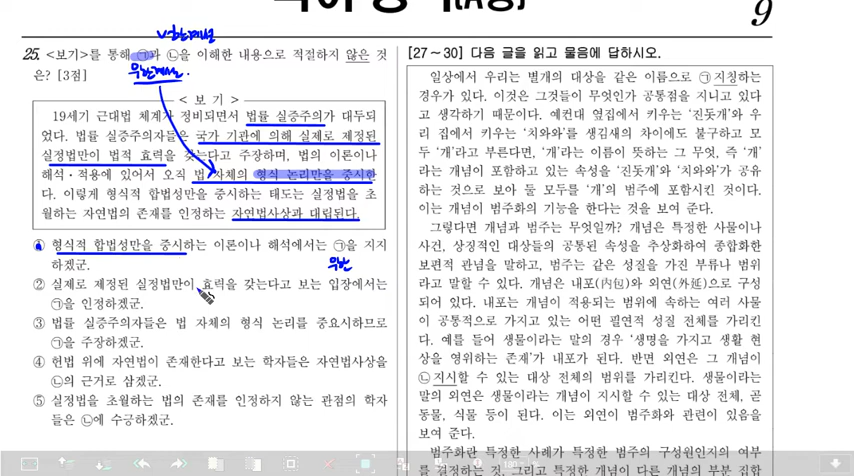 9
25. <보기>를 통해 ㉠과 ㉡을 이해한 내용으로 적절하지 않은 것
은? [3점]
무한계설
<보 기>
19세기 근대법 체계가 정비되면서 법률 실증주의가 대두되
었다. 법률 실증주의자들은 국가 기관에 의해 실제로 제정된
실정법만이 법적 효력을 갖는다고 주장하며, 법의 이론이나
해석·적용에 있어서 오직 법 자체의 형식 논리만을 중시한
다. 이렇게 형식적 합법성만을 중시하는 태도는 실정법을 초
월하는 자연법의 존재를 인정하는 자연법사상과 대립된다.
① 형식적 합법성만을 중시하는 이론이나 해석에서는 ㉠을 지지
하겠군.
무한
② 실제로 제정된 실정법만이 효력을 갖는다고 보는 입장에서는
㉠을 인정하겠군.
③ 법률 실증주의자들은 법 자체의 형식 논리를 중요시하므로
㉠을 주장하겠군.
④ 헌법 위에 자연법이 존재한다고 보는 학자들은 자연법사상을
㉡의 근거로 삼겠군.
⑤ 실정법을 초월하는 법의 존재를 인정하지 않는 관점의 학자
들은 ㉡에 수긍하겠군.
[27~30] 다음 글을 읽고 물음에 답하시오.
일상에서 우리는 별개의 대상을 같은 이름으로 ㉠지칭하는
경우가 있다. 이것은 그것들이 무엇인가 공통점을 지니고 있다
고 생각하기 때문이다. 예컨대 옆집에서 키우는 '진돗개'와 우
리 집에서 키우는 '치와와'를 생김새의 차이에도 불구하고 모
두 '개'라고 부른다면, '개'라는 이름이 뜻하는 그 무엇, 즉 '개'
라는 개념이 포함하고 있는 속성을 '진돗개'와 '치와와'가 공유
하는 것으로 보아 둘 모두를 '개'의 범주에 포함시킨 것이다.
이는 개념이 범주화의 기능을 한다는 것을 보여 준다.
그렇다면 개념과 범주는 무엇일까? 개념은 특정한 사물이나
사건, 상징적인 대상들의 공통된 속성을 추상화하여 종합화한
보편적 관념을 말하고, 범주는 같은 성질을 가진 부류나 범위
라고 말할 수 있다. 개념은 내포(內包)와 외연(外延)으로 구성
되어 있다. 내포는 개념이 적용되는 범위에 속하는 여러 사물
이 공통적으로 가지고 있는 어떤 필연적 성질 전체를 가리킨
다. 예를 들어 생물이라는 말의 경우 '생명을 가지고 생활 현
상을 영위하는 존재'가 내포가 된다. 반면 외연은 그 개념이
㉡지시할 수 있는 대상 전체의 범위를 가리킨다. 생물이라는
말의 외연은 생물이라는 개념이 지시할 수 있는 대상 전체, 곧
동물, 식물 등이 된다. 이는 외연이 범주화와 관련이 있음을
보여 준다.
범주화란 특정한 사례가 특정한 범주의 구성원인지의 여부
를 결정하는 것, 그리고 특정한 개념이 다른 개념의 부분 집합